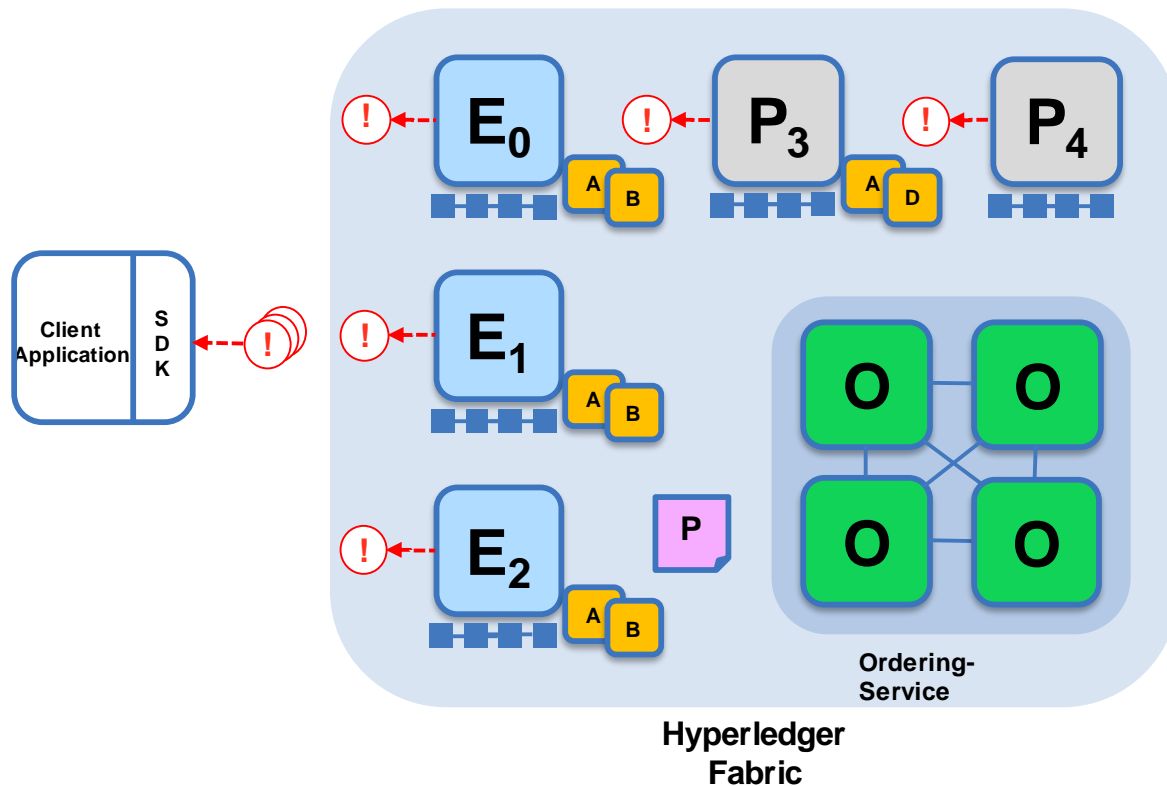 ! E0 ! P3 ! P4
A B A D
Client
Application
S
D
K
!
! E1
A B
O O
! E2
P
O O
A B
Ordering-
Service
Hyperledger
Fabric